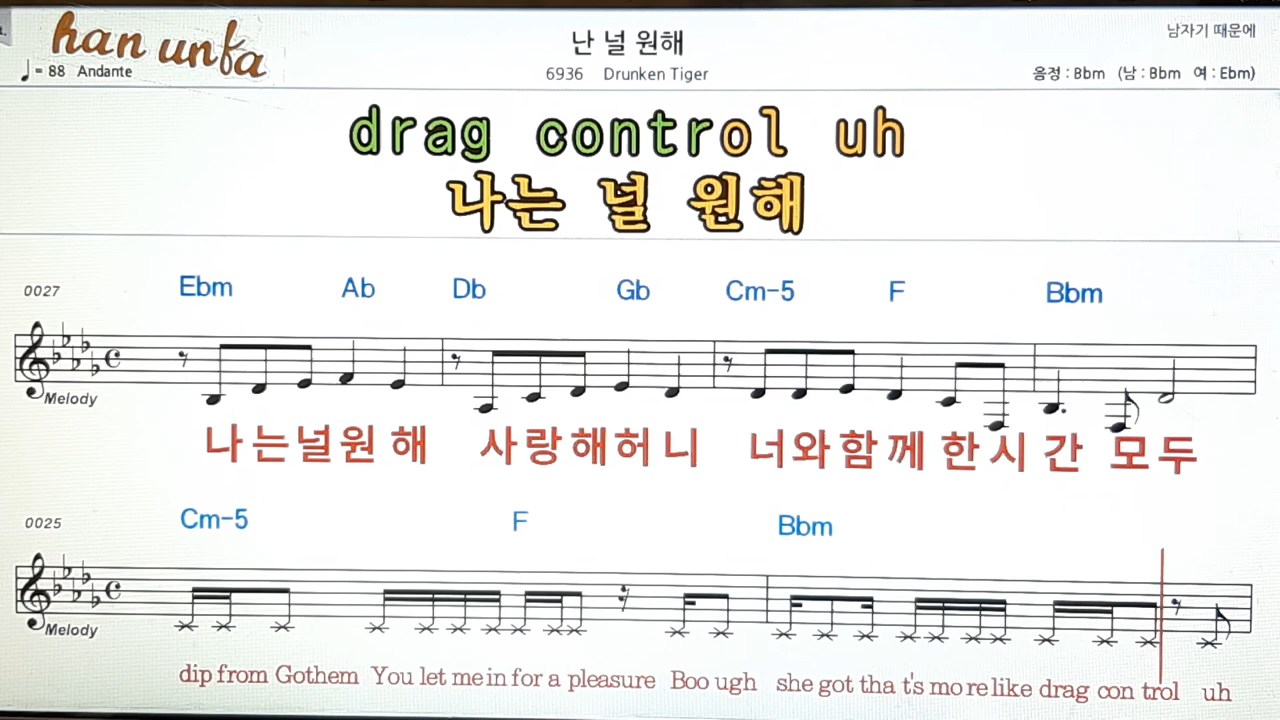 han unfa
난 널 원해
남자기 때문에
♩= 88 Andante
6936 Drunken Tiger
음정 : Bbm (남 : Bbm 여 : Ebm)
drag control uh
나는 널 원해
0027 Ebm Ab Db Gb Cm-5 F Bbm
Melody
나는널원 해 사랑해허니 너와함께 한시간 모두
0025 Cm-5 F Bbm
Melody
dip from Gothem You let me in for a pleasure Boo ugh she got tha t's mo re like drag con trol uh